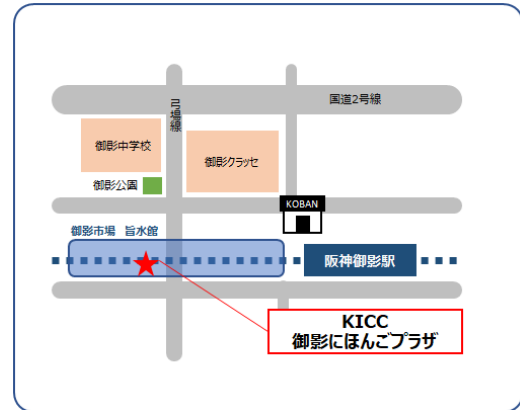 国道2号線
弓場線
御影中学校
御影クラッセ
御影公園
KOBAN
御影市場 旨水館
阪神御影駅
KICC
御影にほんごプラザ